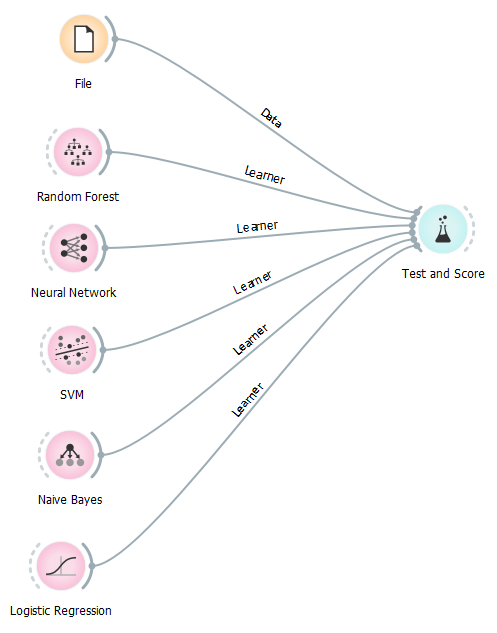 File
Data
Random Forest
Learner
Neural Network
Learner
Test and Score
SVM
Learner
Naive Bayes
Learner
Logistic Regression
Learner